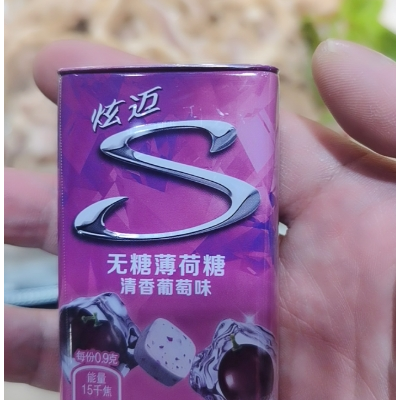 炫迈
S
无糖薄荷糖
清香葡萄味
每份0.9克
能量
15千焦